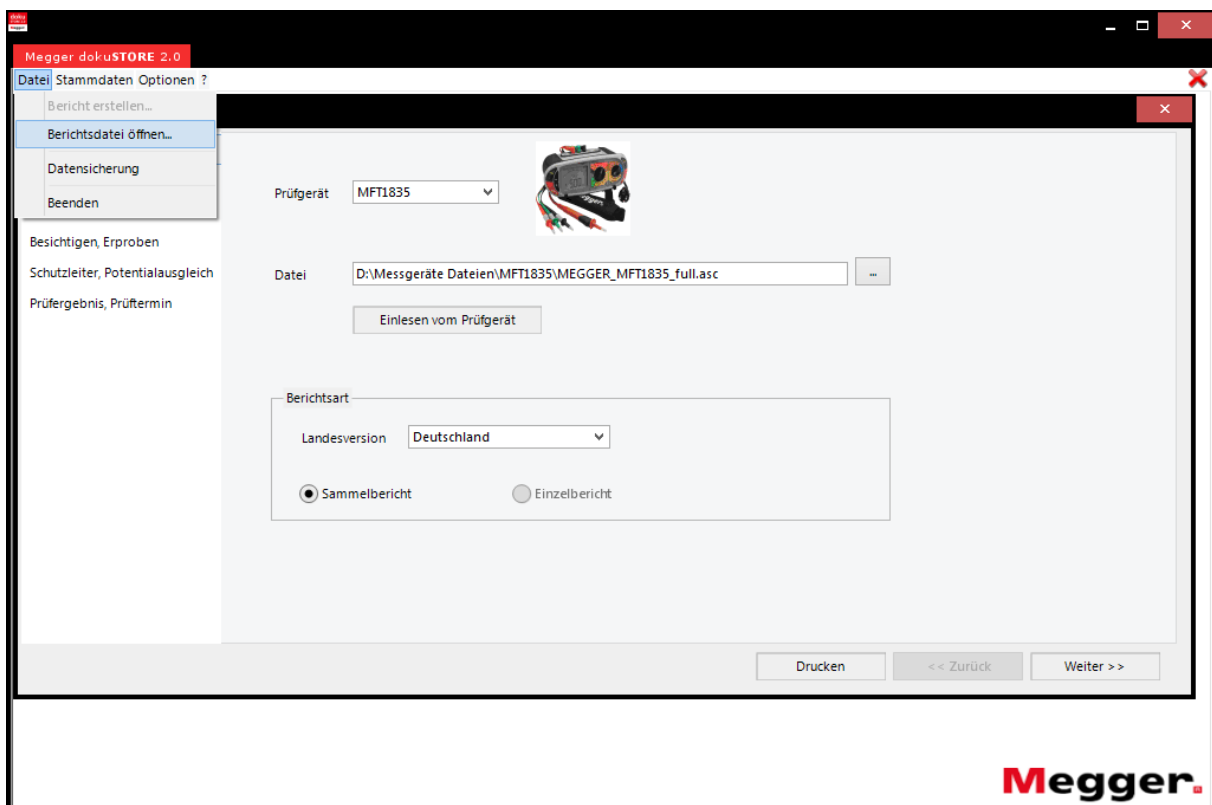 doku
Megger
Megger dokuSTORE 2.0
Datei Stammdaten Optionen ?
Bericht erstellen...
Berichtsdatei öffnen...
Datensicherung
Beenden
Besichtigen, Erproben
Schutzleiter, Potentialausgleich
Prüfergebnis, Prüftermin
Prüfgerät MFT1835
Datei D:\Messgeräte Dateien\MFT1835\MEGGER_MFT1835_full.asc ...
Einlesen vom Prüfgerät
Berichtsart
Landesversion Deutschland
Sammelbericht Einzelbericht
Drucken << Zurück Weiter >>
Megger.